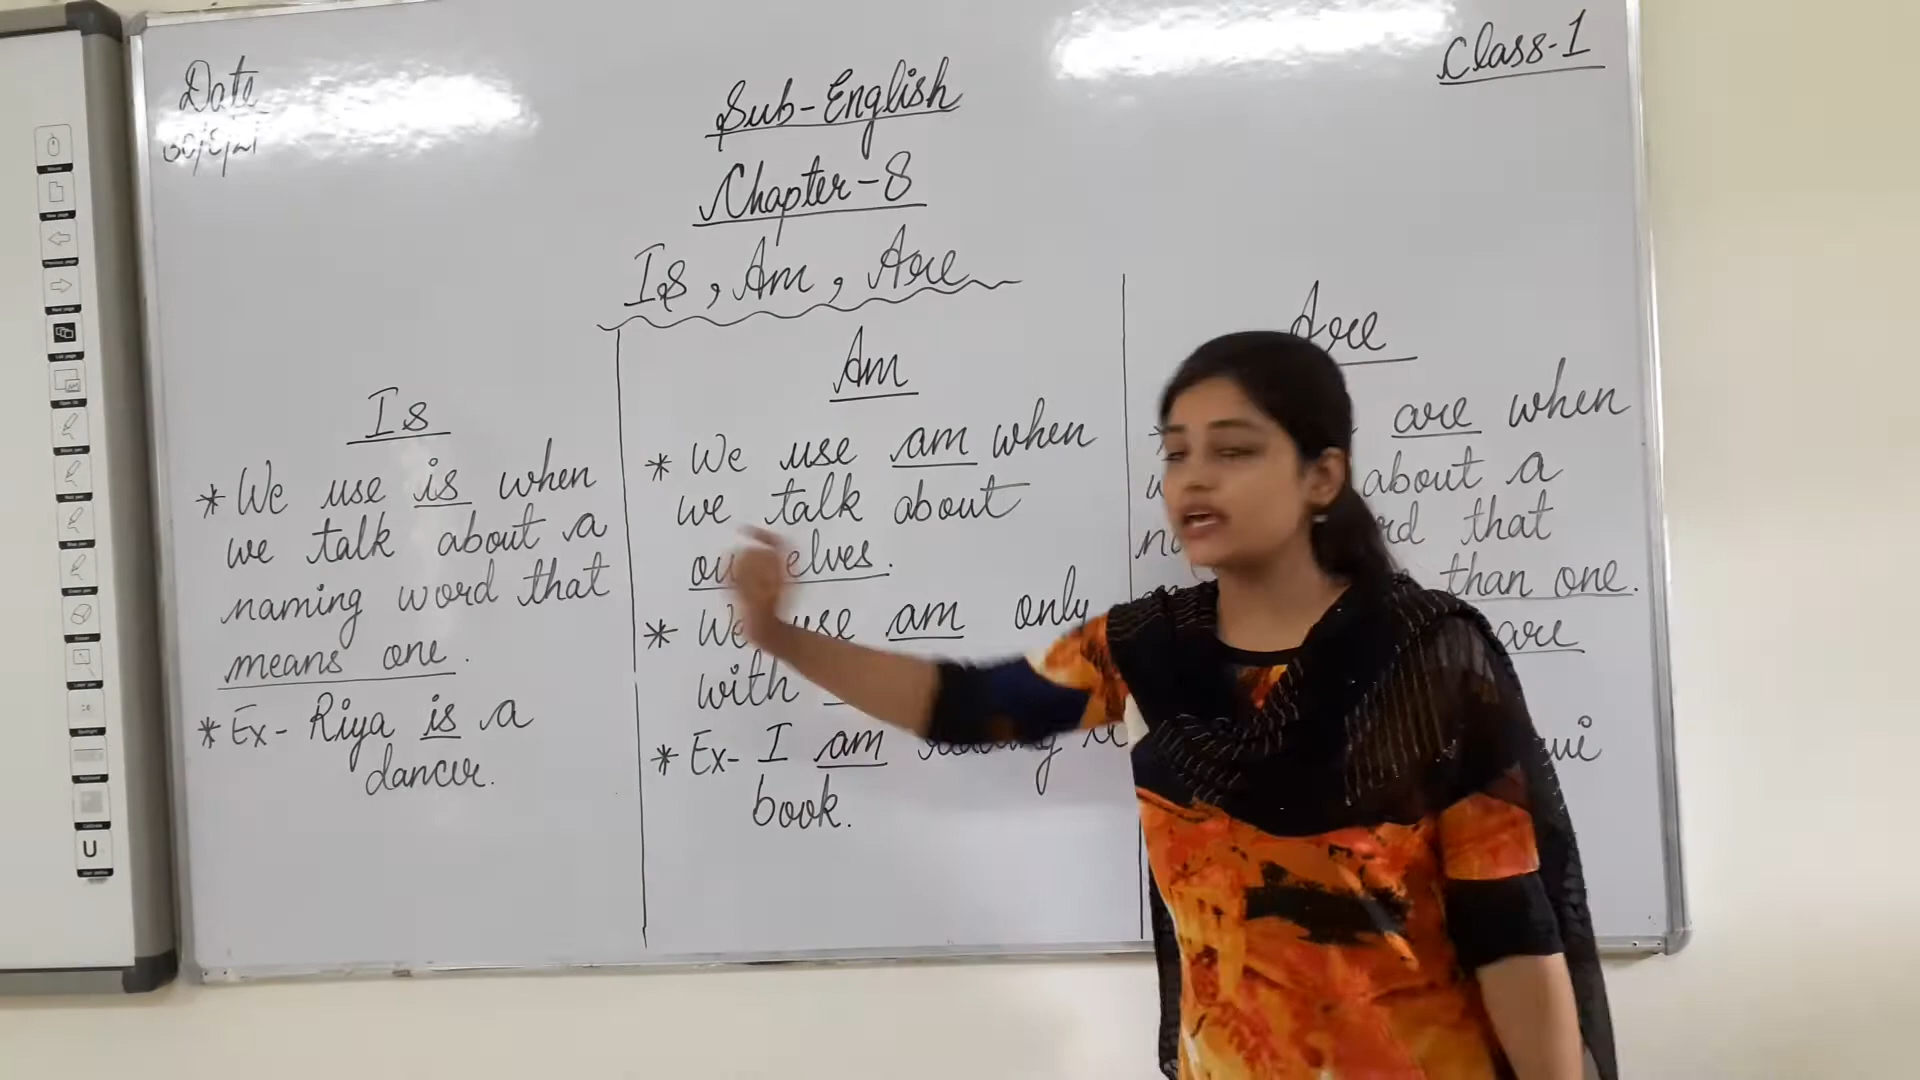 Date
Class-1
Sub-English
Chapter-8
Is, Am, Are
Is
* We use is when
we talk about a
naming word that
means one.
* Ex- Riya is a
dancer.
Am
* We use am when
we talk about
ourselves.
* We use am only
with
* Ex- I am reading a
book.
Are
* are when
about a
that
than one.
are